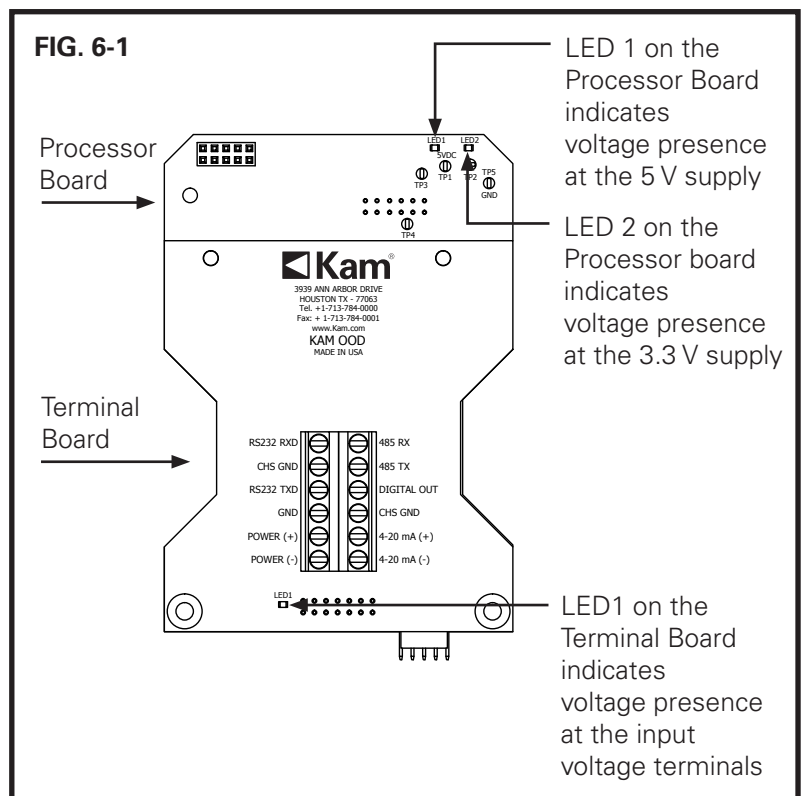 FIG. 6-1
LED 1 on the
Processor Board
indicates
voltage presence
at the 5 V supply
Processor
Board
LED1
LED2
5VDC
TP3
TP1
TP2
TP5
GND
TP4
LED 2 on the
Processor board
indicates
voltage presence
at the 3.3 V supply
Kam®
3939 ANN ARBOR DRIVE
HOUSTON TX - 77063
Tel. +1-713-784-0000
Fax: + 1-713-784-0001
www.Kam.com
KAM OOD
MADE IN USA
Terminal
Board
RS232 RXD 485 RX
CHS GND 485 TX
RS232 TXD DIGITAL OUT
GND CHS GND
POWER (+) 4-20 mA (+)
POWER (-) 4-20 mA (-)
LED1
LED1 on the
Terminal Board
indicates
voltage presence
at the input
voltage terminals